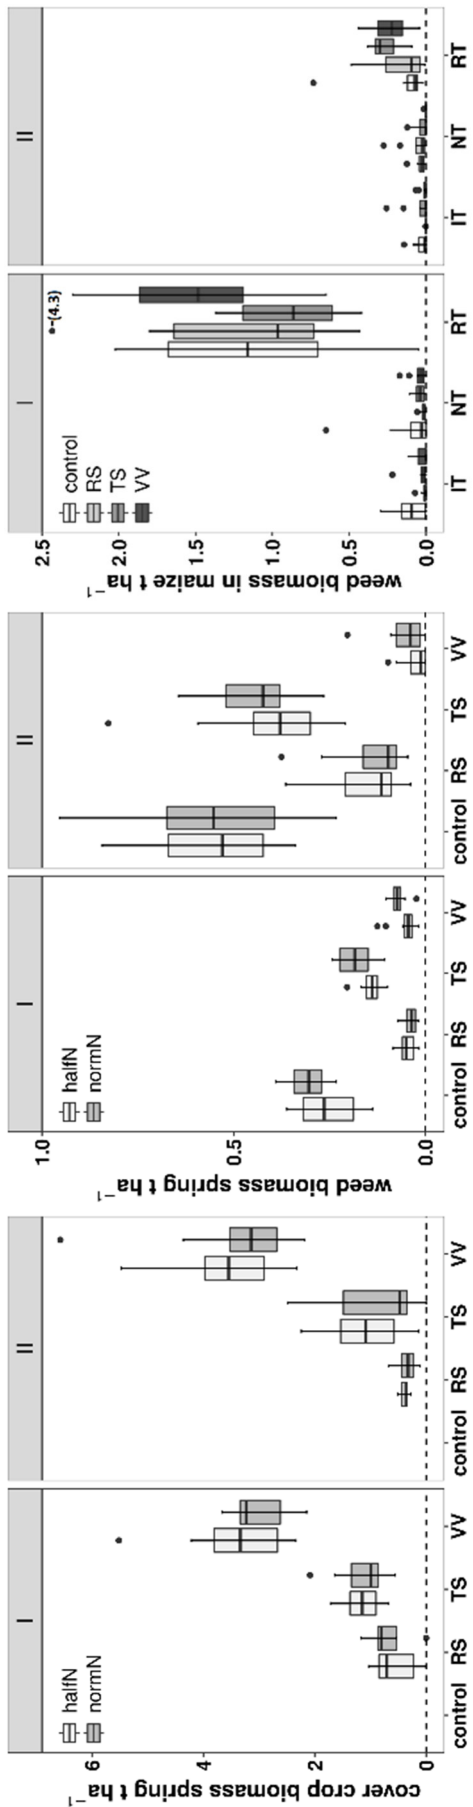 I
II
halfN
normN
cover crop biomass spring t ha⁻¹
6
4
2
0
control RS TS VV
control RS TS VV
I
II
halfN
normN
weed biomass spring t ha⁻¹
1.0
0.5
0.0
control RS TS VV
control RS TS VV
I
II
control
RS
TS
VV
-(4.3)
weed biomass in maize t ha⁻¹
2.5
2.0
1.5
1.0
0.5
0.0
IT NT RT
IT NT RT